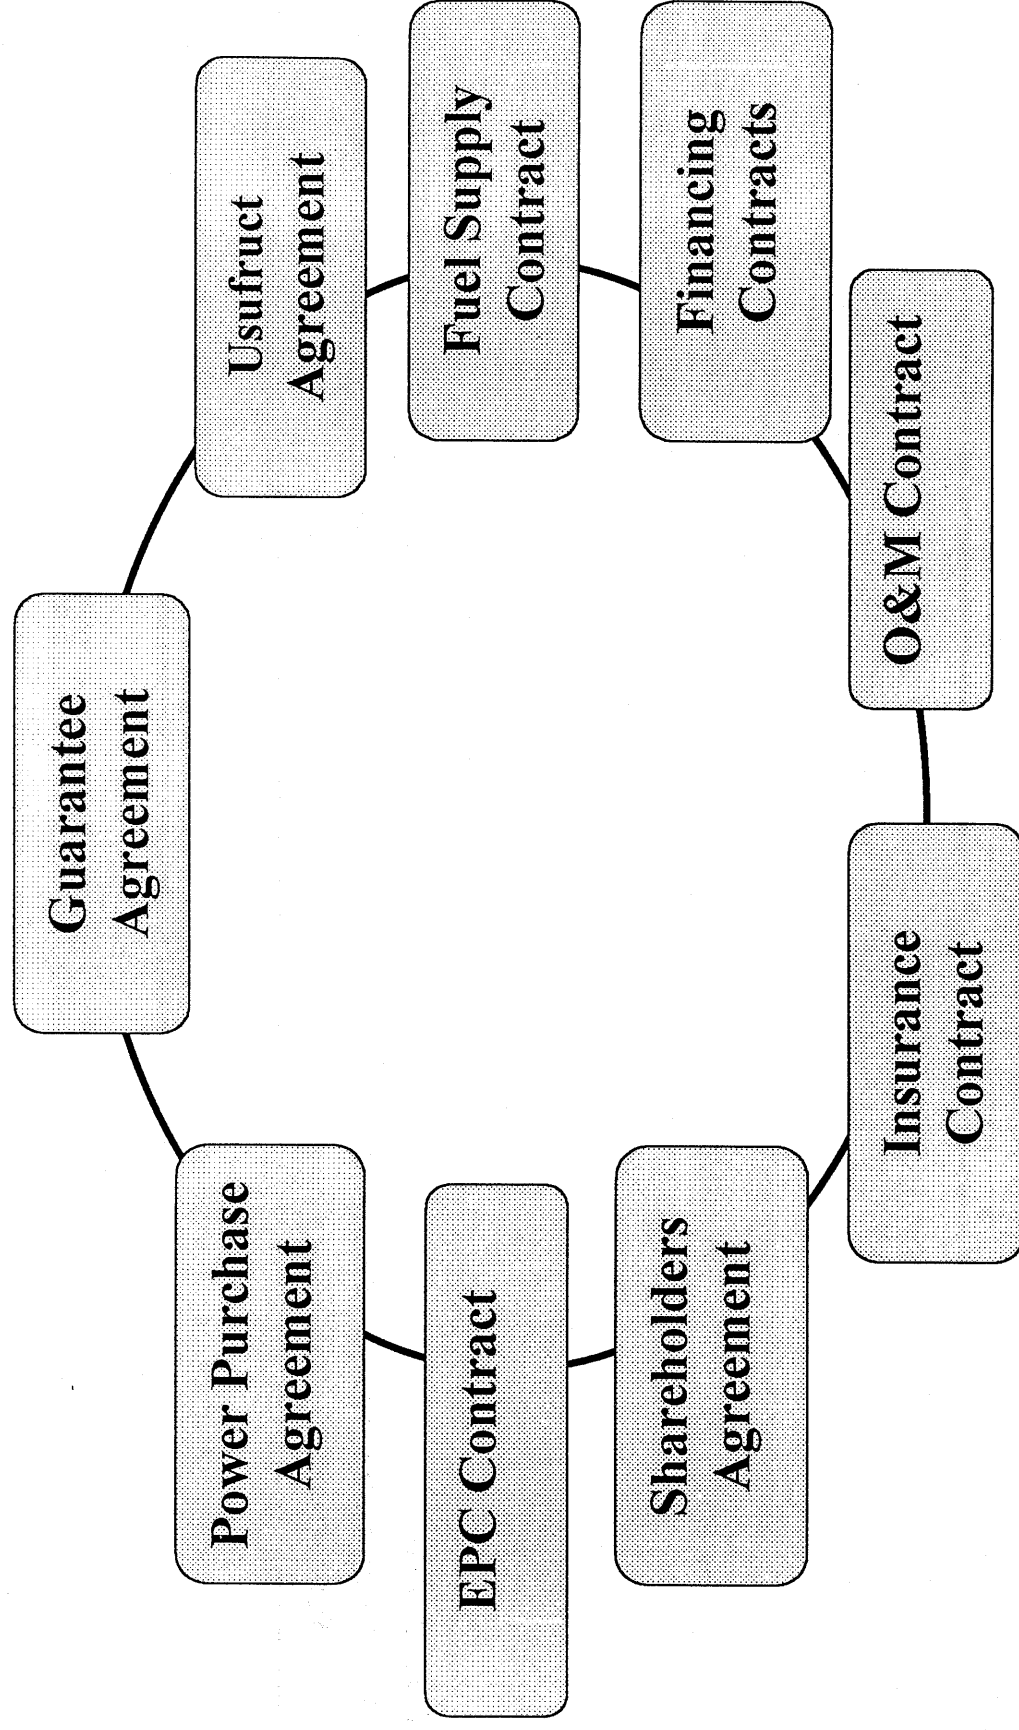 Guarantee
Agreement
Usufruct
Agreement
Fuel Supply
Contract
Financing
Contracts
O&M Contract
Insurance
Contract
Shareholders
Agreement
EPC Contract
Power Purchase
Agreement